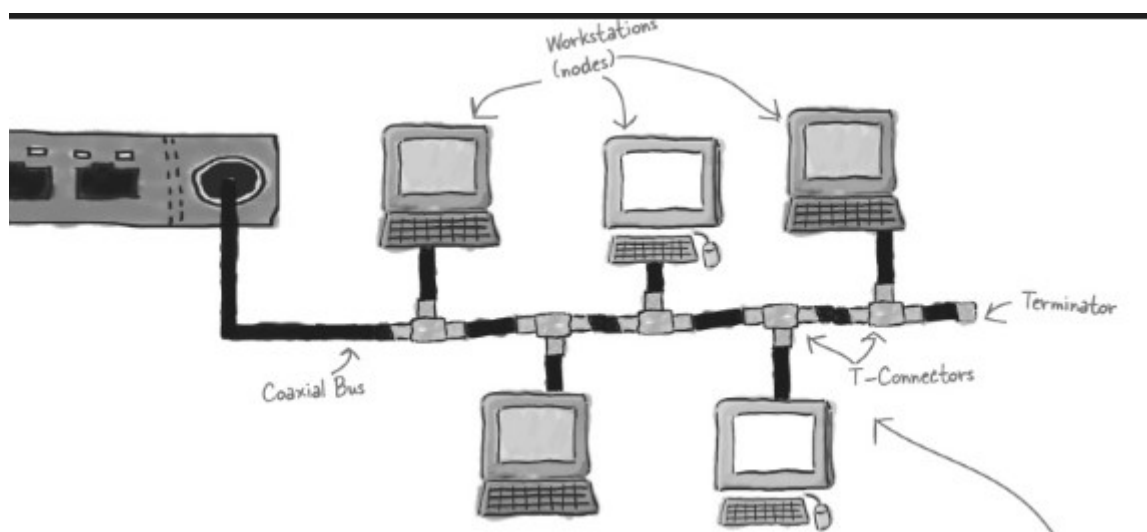 Workstations
(nodes)
Terminator
T-Connectors
Coaxial Bus